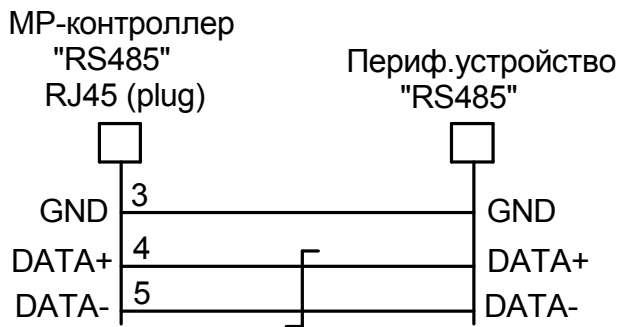 МР-контроллер
"RS485"
RJ45 (plug)
Периф.устройство
"RS485"
GND 3 GND
DATA+ 4 DATA+
DATA- 5 DATA-